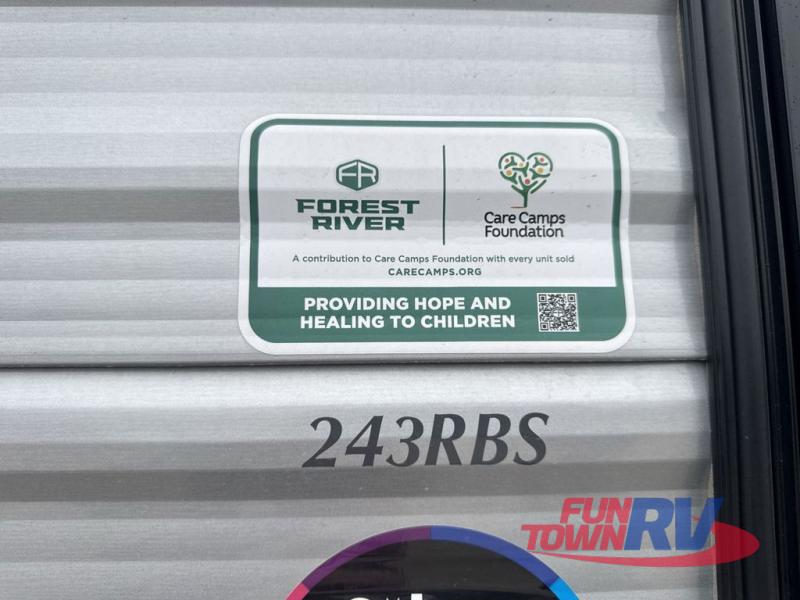 FR
FOREST
RIVER
Care Camps
Foundation
A contribution to Care Camps Foundation with every unit sold
CARECAMPS.ORG
PROVIDING HOPE AND
HEALING TO CHILDREN
243RBS
FUN
TOWN RV